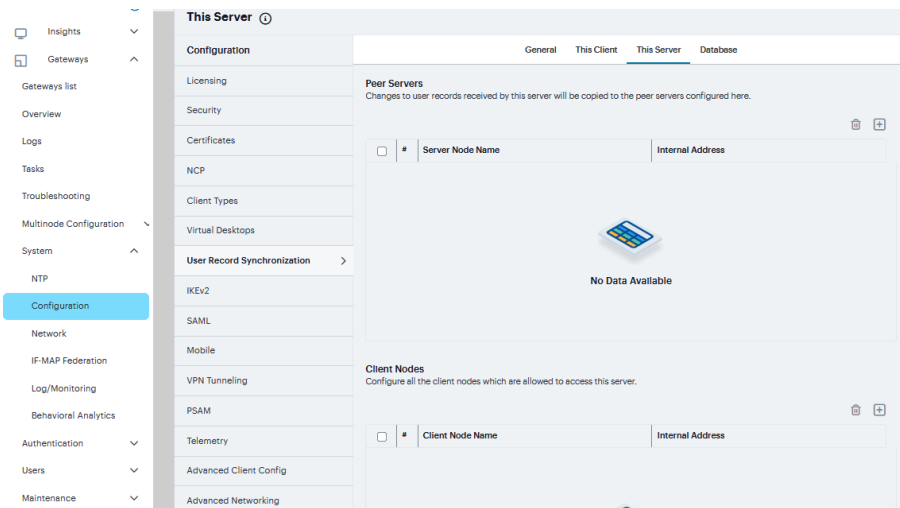 This Server
Insights
Gateways
Gateways list
Overview
Logs
Tasks
Troubleshooting
Multinode Configuration
System
NTP
Configuration
Network
IF-MAP Federation
Log/Monitoring
Behavioral Analytics
Authentication
Users
Maintenance
Configuration
Licensing
Security
Certificates
NCP
Client Types
Virtual Desktops
User Record Synchronization
IKEv2
SAML
Mobile
VPN Tunneling
PSAM
Telemetry
Advanced Client Config
Advanced Networking
General This Client This Server Database
Peer Servers
Changes to user records received by this server will be copied to the peer servers configured here.
# Server Node Name Internal Address
No Data Available
Client Nodes
Configure all the client nodes which are allowed to access this server.
# Client Node Name Internal Address